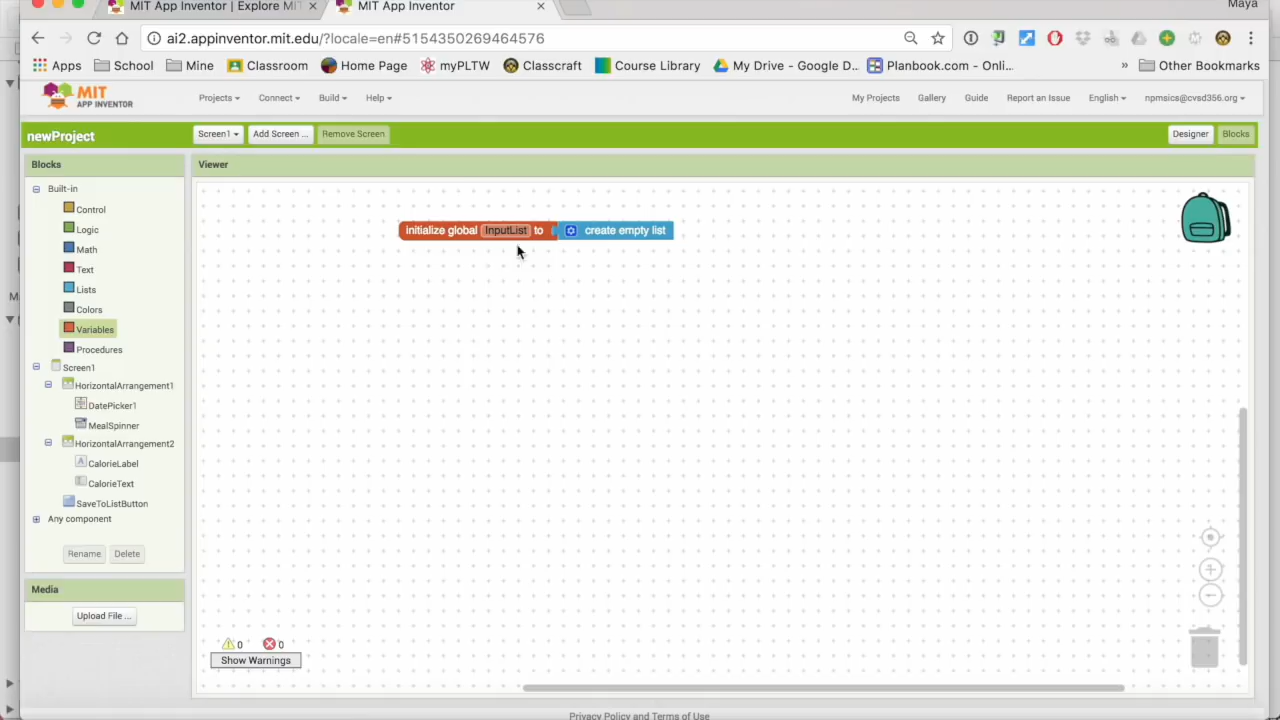 MIT App Inventor | Explore MIT
MIT App Inventor
Maya
ai2.appinventor.mit.edu/?locale=en#5154350269464576
Apps School Mine Classroom Home Page myPLTW Classcraft Course Library My Drive - Google D... Planbook.com - Onli... » Other Bookmarks
MIT APP INVENTOR
Projects Connect Build Help My Projects Gallery Guide Report an Issue English npmsics@cvsd356.org
newProject Screen1 Add Screen ... Remove Screen Designer Blocks
Blocks
Viewer
Built-in
Control
Logic
Math
Text
Lists
Colors
Variables
Procedures
Screen1
HorizontalArrangement1
DatePicker1
MealSpinner
HorizontalArrangement2
CalorieLabel
CalorieText
SaveToListButton
Any component
Rename Delete
Media
Upload File ...
initialize global InputList to create empty list
0 0
Show Warnings
Privacy Policy and Terms of Use